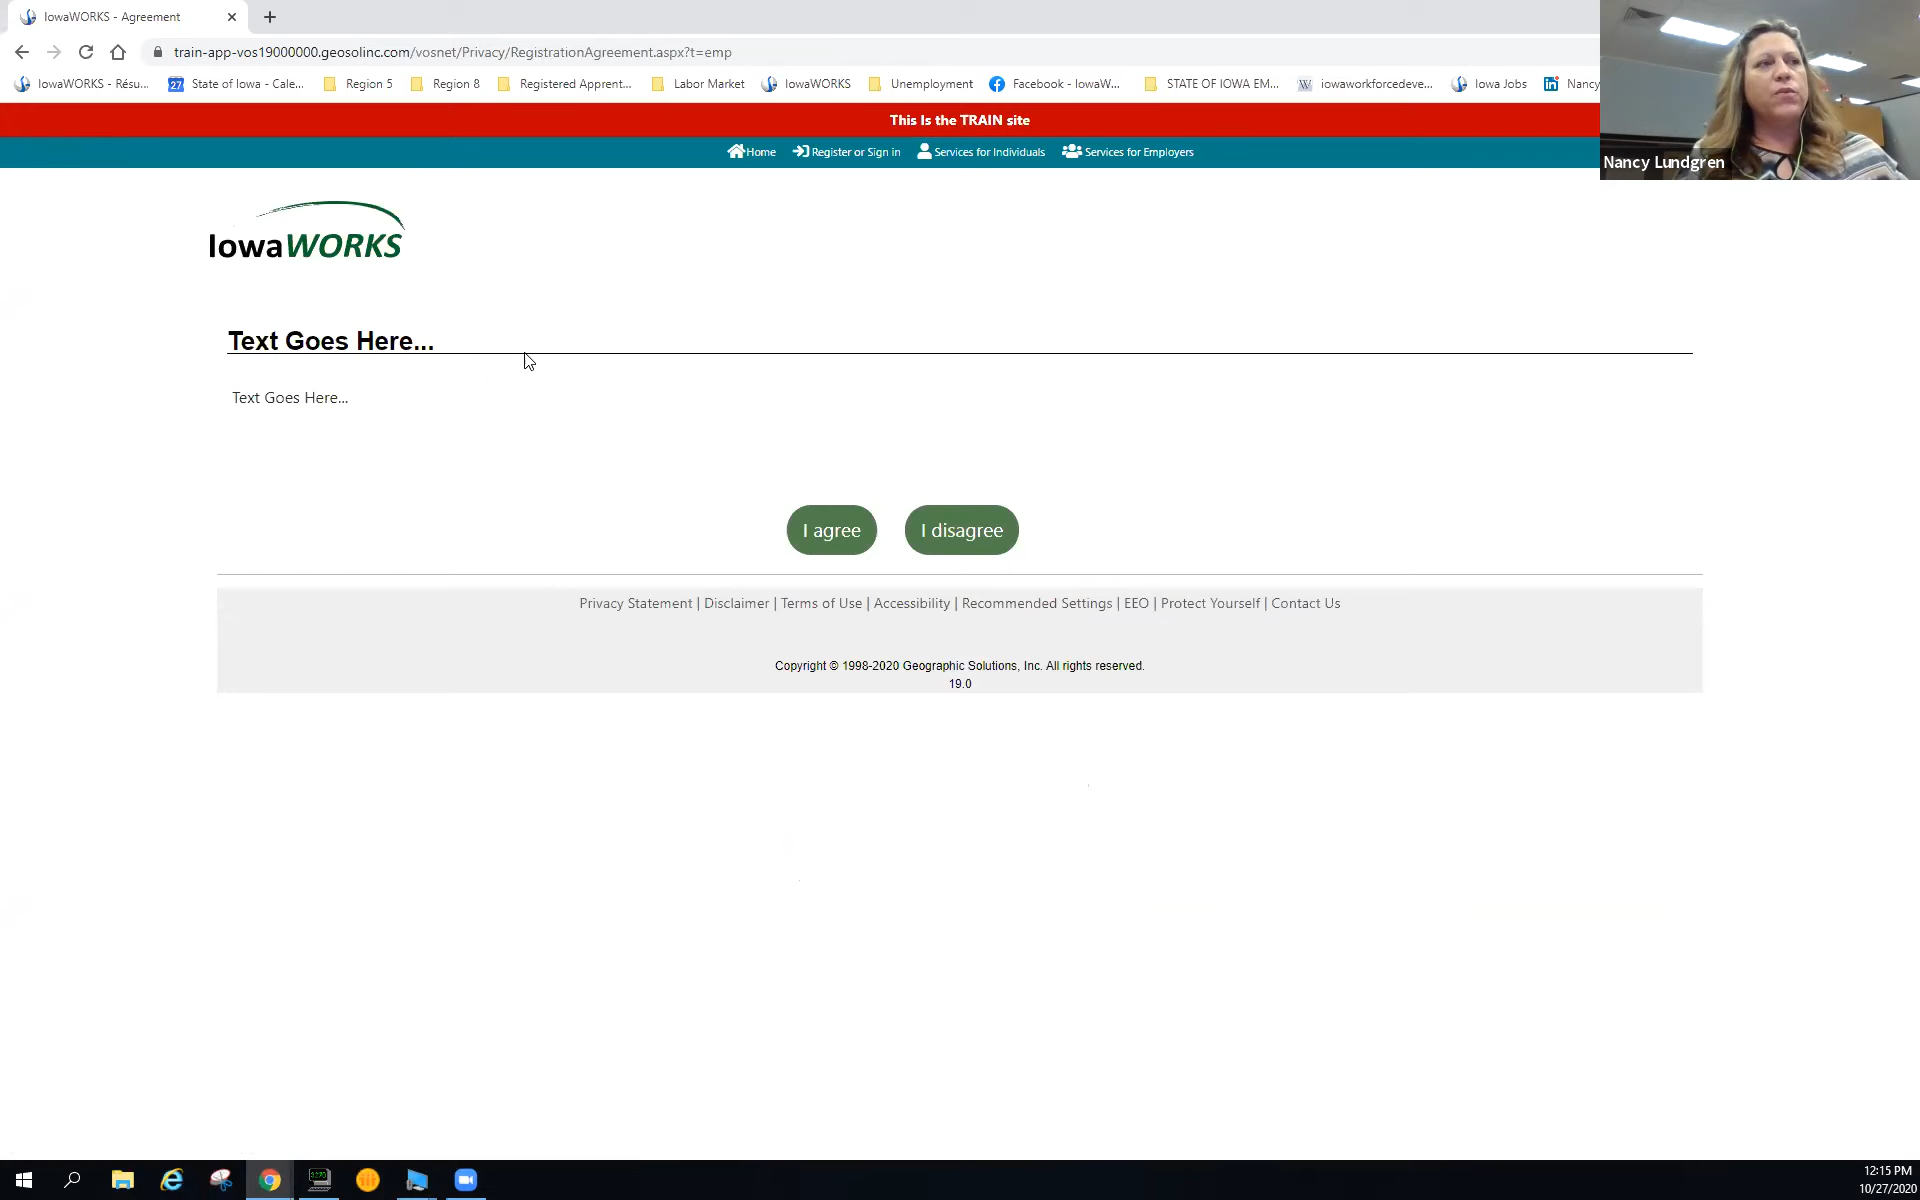 IowaWORKS - Agreement
train-app-vos19000000.geosolinc.com/vosnet/Privacy/RegistrationAgreement.aspx?t=emp
IowaWORKS - Résu... 27 State of Iowa - Cale... Region 5 Region 8 Registered Apprent... Labor Market IowaWORKS Unemployment Facebook - IowaW... STATE OF IOWA EM... iowaworkforcedeve... Iowa Jobs Nancy
This Is the TRAIN site
Home Register or Sign in Services for Individuals Services for Employers
Nancy Lundgren
IowaWORKS
Text Goes Here...
Text Goes Here...
I agree I disagree
Privacy Statement | Disclaimer | Terms of Use | Accessibility | Recommended Settings | EEO | Protect Yourself | Contact Us
Copyright © 1998-2020 Geographic Solutions, Inc. All rights reserved.
19.0
12:15 PM
10/27/2020